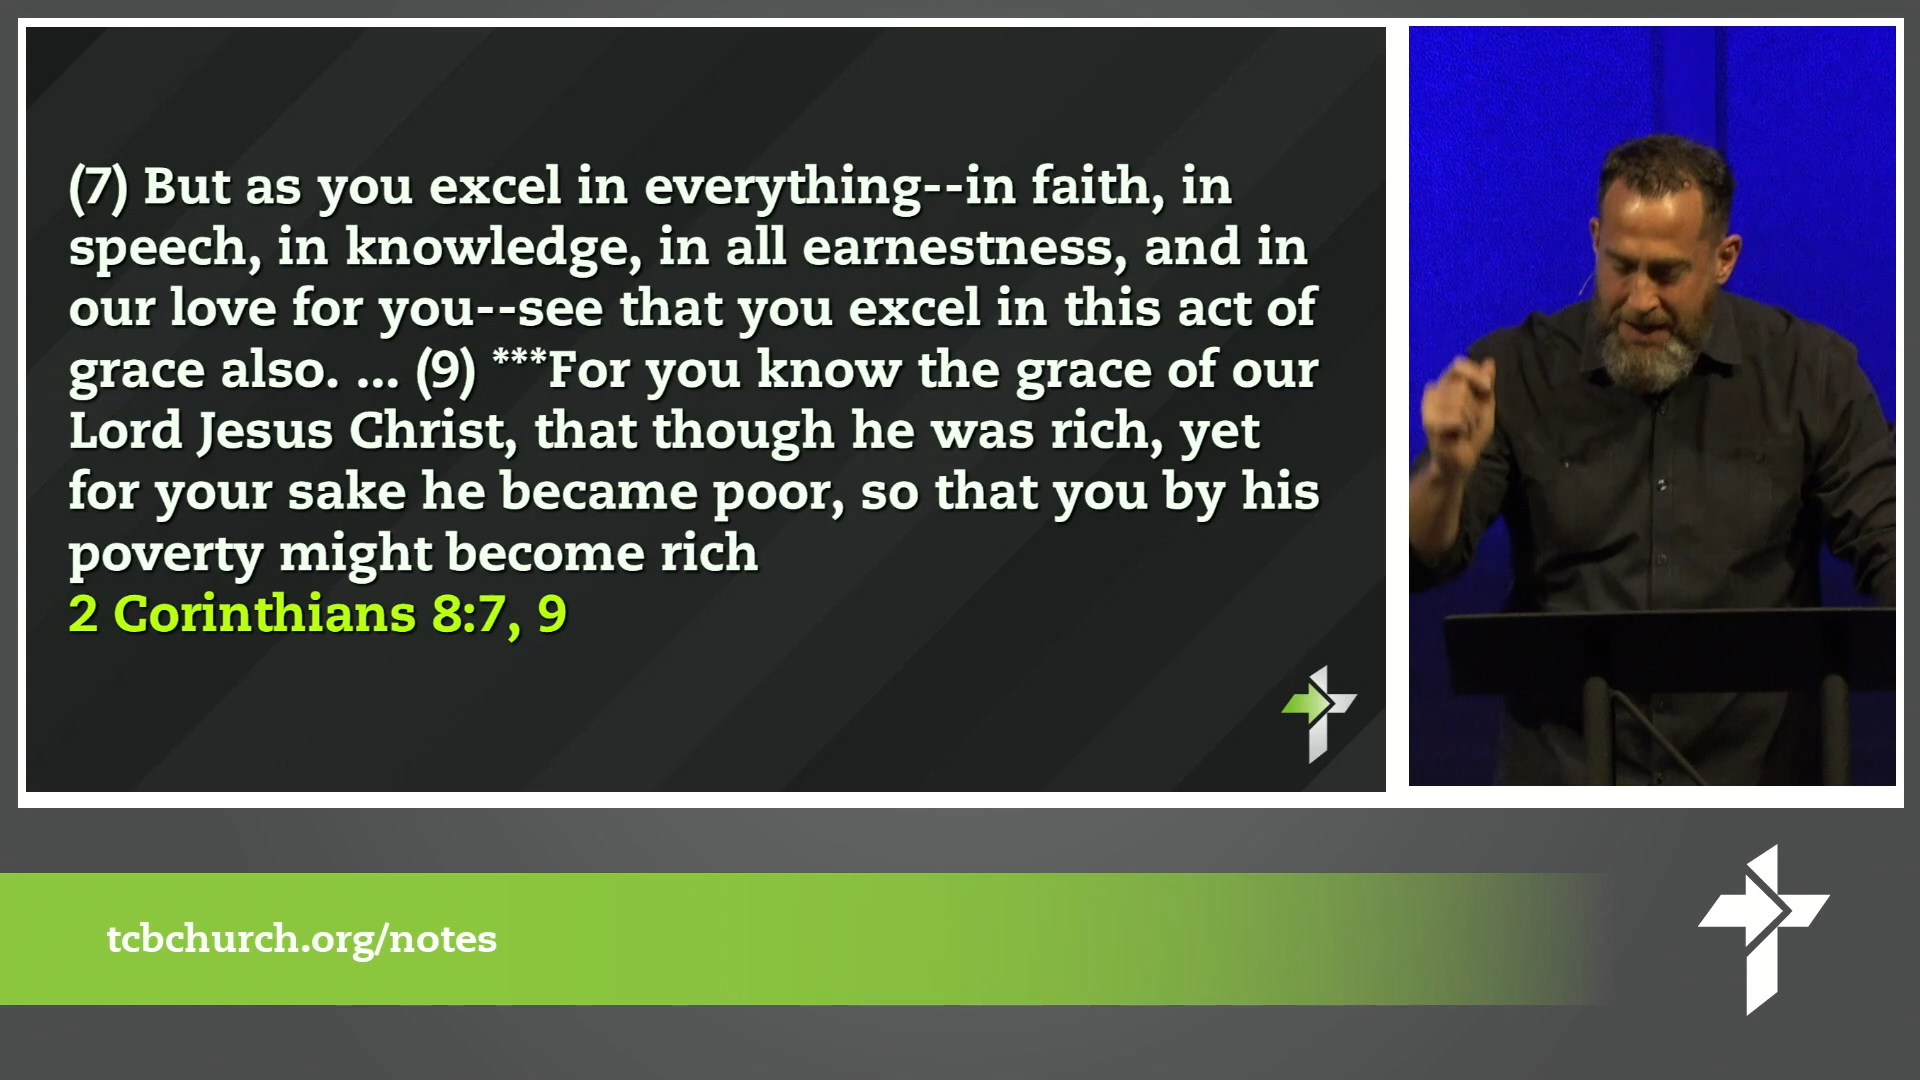 (7) But as you excel in everything--in faith, in
speech, in knowledge, in all earnestness, and in
our love for you--see that you excel in this act of
grace also. ... (9) ***For you know the grace of our
Lord Jesus Christ, that though he was rich, yet
for your sake he became poor, so that you by his
poverty might become rich
2 Corinthians 8:7, 9
tcbchurch.org/notes